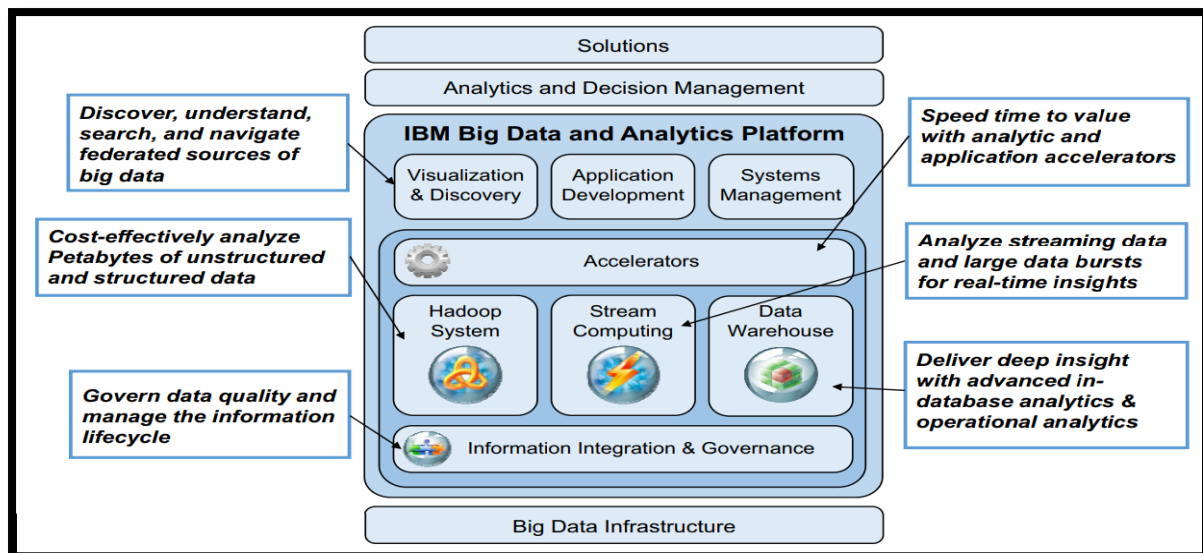 Solutions
Analytics and Decision Management
Discover, understand,
search, and navigate
federated sources of
big data
Speed time to value
with analytic and
application accelerators
IBM Big Data and Analytics Platform
Visualization
& Discovery
Application
Development
Systems
Management
Cost-effectively analyze
Petabytes of unstructured
and structured data
Accelerators
Analyze streaming data
and large data bursts
for real-time insights
Hadoop
System
Stream
Computing
Data
Warehouse
Govern data quality and
manage the information
lifecycle
Deliver deep insight
with advanced in-
database analytics &
operational analytics
Information Integration & Governance
Big Data Infrastructure